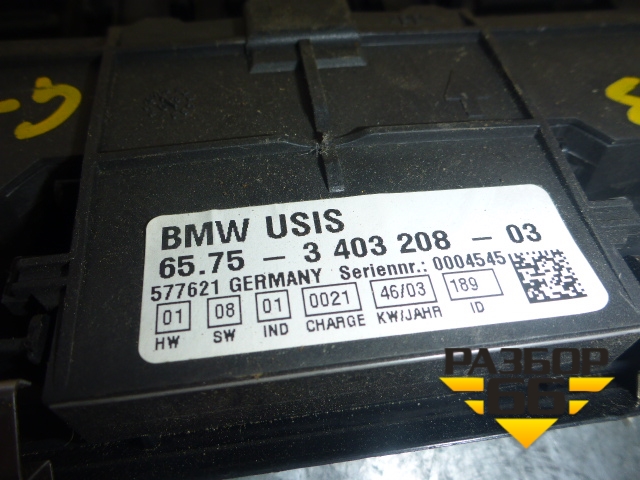 BMW USIS
65.75 - 3 403 208 - 03
577621 GERMANY Seriennr.: 0004545
01 08 01 0021 46/03 189
HW SW IND CHARGE KW/JAHR ID
РАЗБОР
66